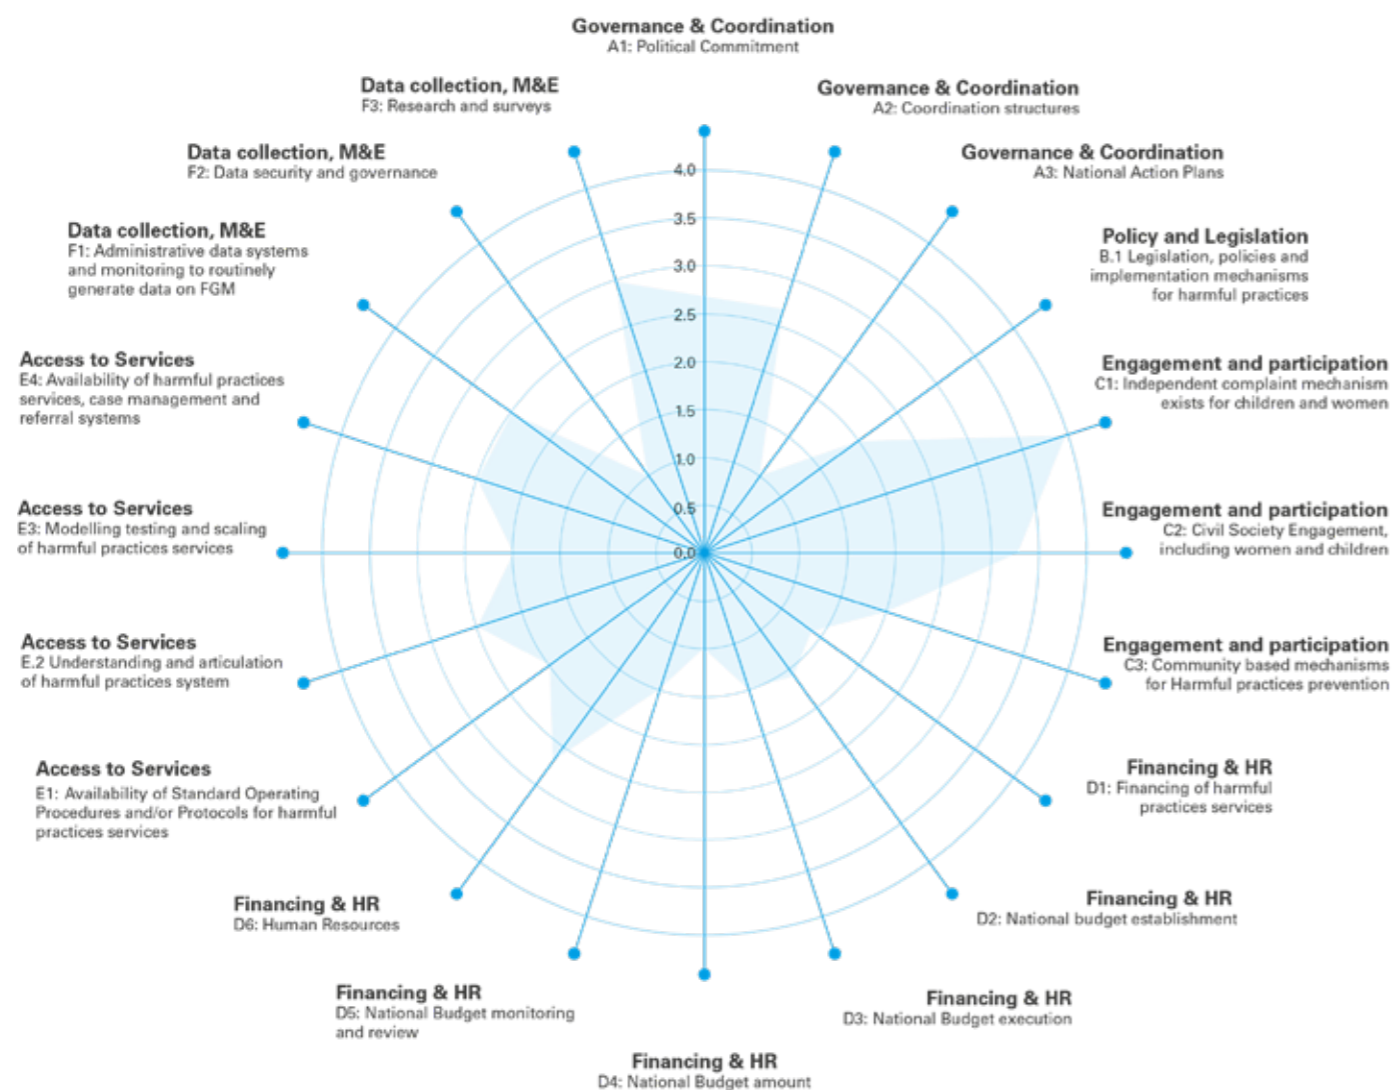 Governance & Coordination
A1: Political Commitment
Governance & Coordination
A2: Coordination structures
Governance & Coordination
A3: National Action Plans
Policy and Legislation
B.1 Legislation, policies and
implementation mechanisms
for harmful practices
Engagement and participation
C1: Independent complaint mechanism
exists for children and women
Engagement and participation
C2: Civil Society Engagement,
including women and children
Engagement and participation
C3: Community based mechanisms
for Harmful practices prevention
Financing & HR
D1: Financing of harmful
practices services
Financing & HR
D2: National budget establishment
Financing & HR
D3: National Budget execution
Financing & HR
D4: National Budget amount
Financing & HR
D5: National Budget monitoring
and review
Financing & HR
D6: Human Resources
Access to Services
E1: Availability of Standard Operating
Procedures and/or Protocols for harmful
practices services
Access to Services
E.2 Understanding and articulation
of harmful practices system
Access to Services
E3: Modelling testing and scaling
of harmful practices services
Access to Services
E4: Availability of harmful practices
services, case management and
referral systems
Data collection, M&E
F1: Administrative data systems
and monitoring to routinely
generate data on FGM
Data collection, M&E
F2: Data security and governance
Data collection, M&E
F3: Research and surveys
4.0
3.5
3.0
2.5
2.0
1.5
1.0
0.5
0.0